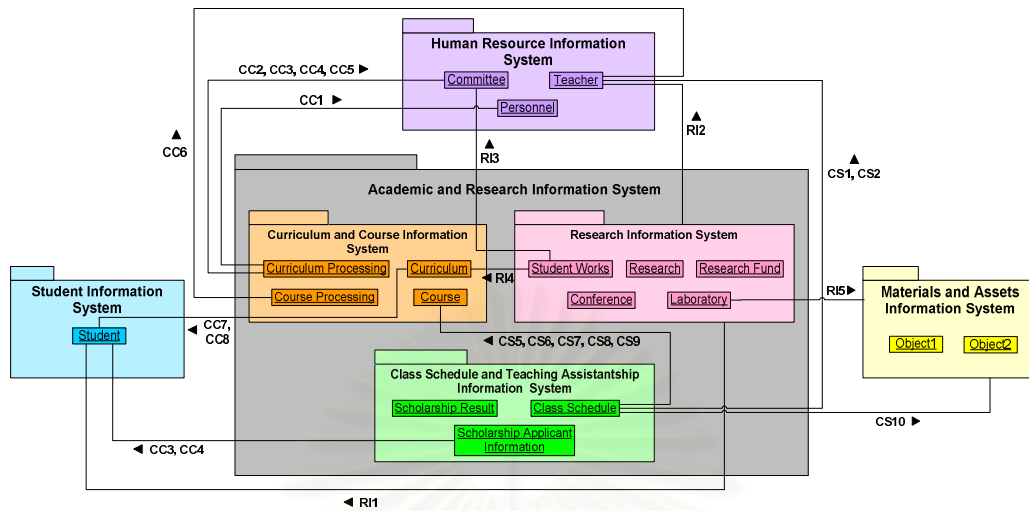 Human Resource Information
System
CC2, CC3, CC4, CC5 ►
Committee
Teacher
CC1 ►
Personnel
▲
CC6
▲
RI3
▲
RI2
▲
CS1, CS2
Academic and Research Information System
Curriculum and Course Information
System
Research Information System
Curriculum Processing
Curriculum
◄ RI4
Student Works
Research
Research Fund
Course Processing
Course
Conference
Laboratory
RI5 ►
Student Information
System
Student
◄ CC7,
CC8
Materials and Assets
Information System
Object1
Object2
◄ CS5, CS6, CS7, CS8, CS9
Class Schedule and Teaching Assistantship
Information System
Scholarship Result
Class Schedule
CS10 ►
Scholarship Applicant
Information
◄ CC3, CC4
◄ RI1